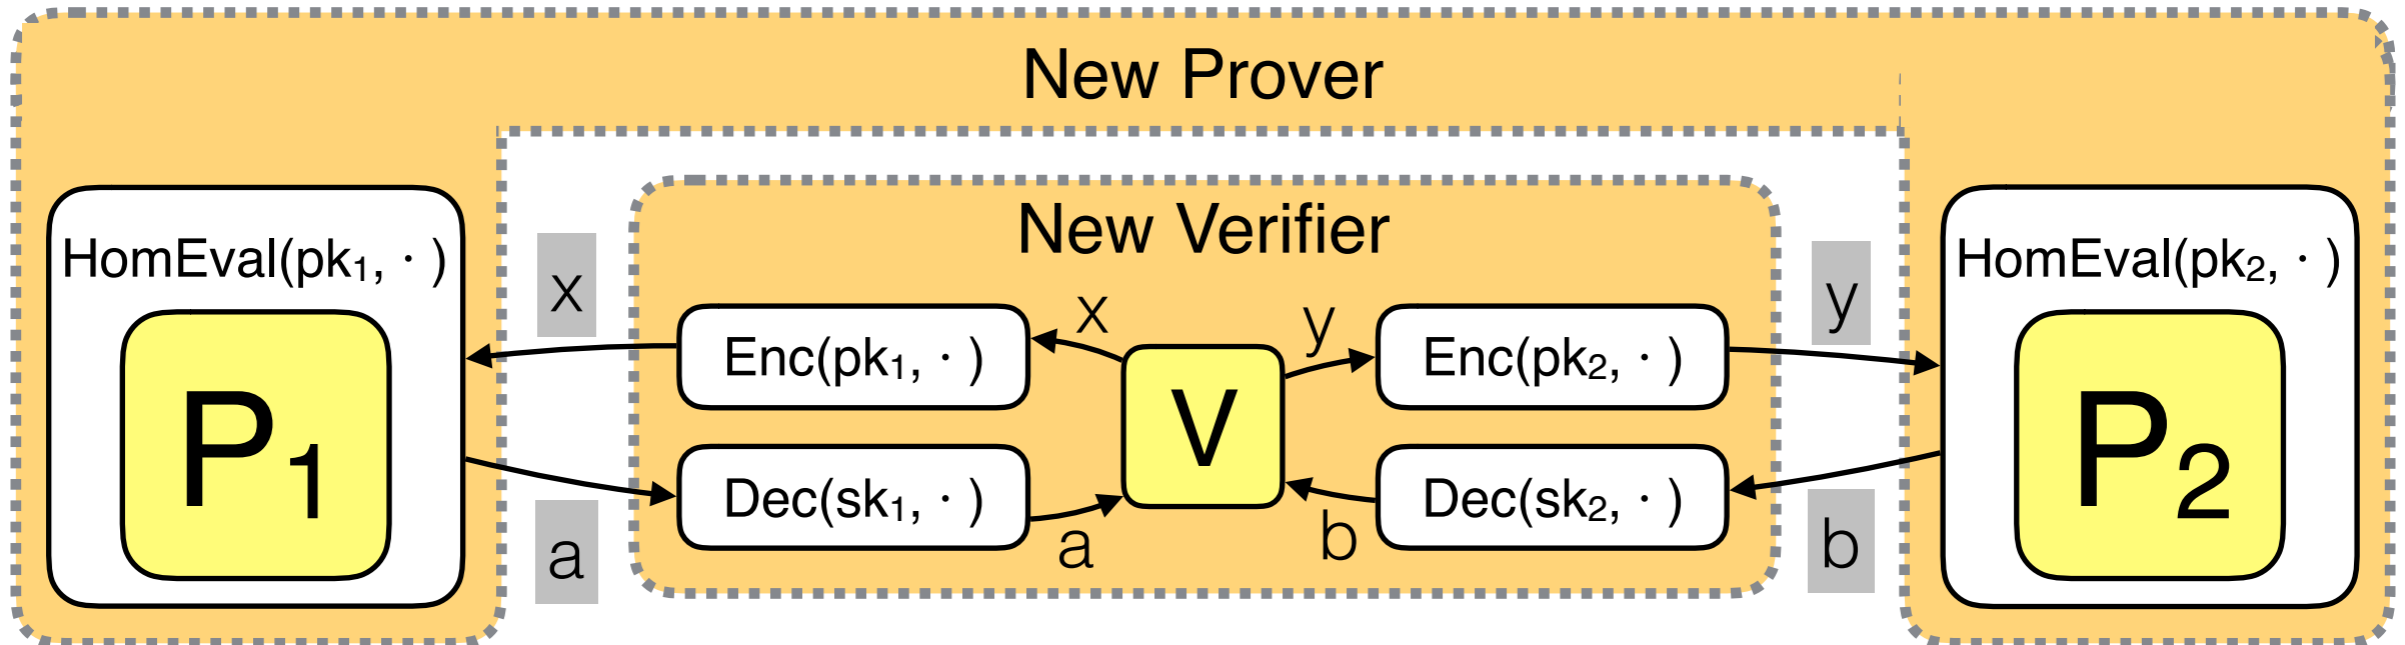 New Prover
New Verifier
HomEval(pk₁, · )
P₁
x
a
Enc(pk₁, · )
Dec(sk₁, · )
x
a
V
y
b
Enc(pk₂, · )
Dec(sk₂, · )
y
b
HomEval(pk₂, · )
P₂